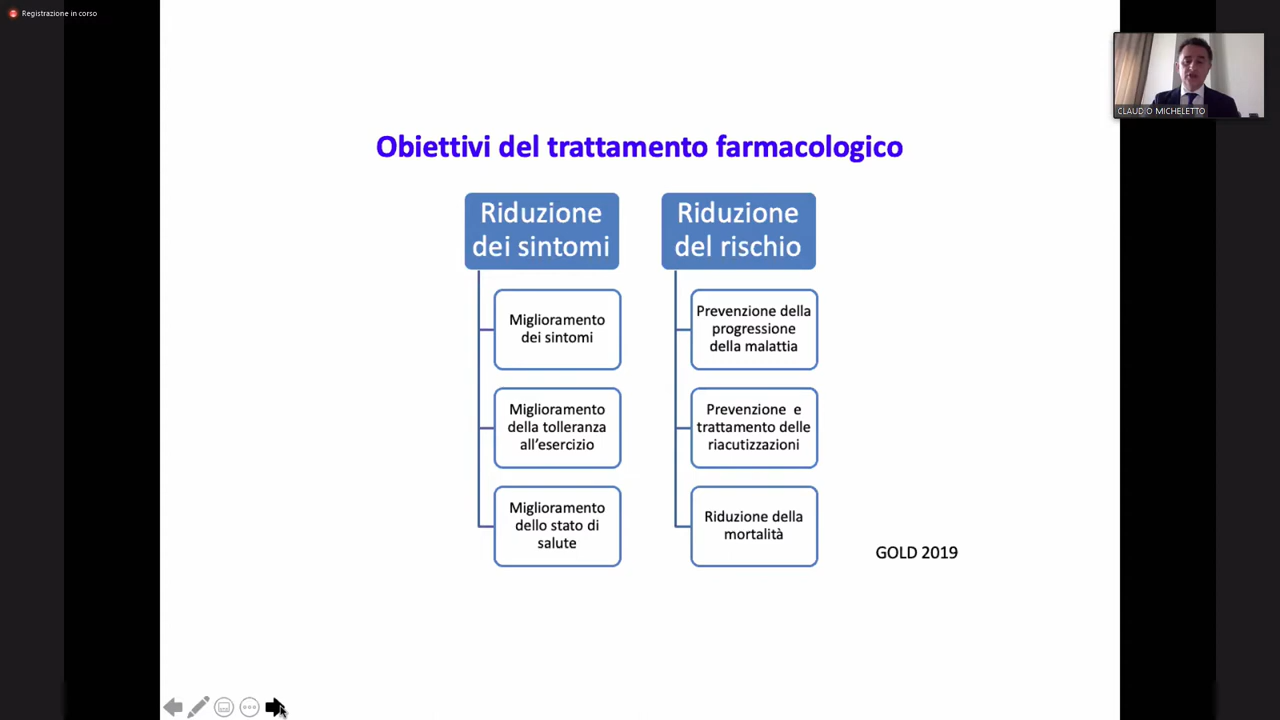 Registrazione in corso
CLAUDIO MICHELETTO
Obiettivi del trattamento farmacologico
Riduzione
dei sintomi
Miglioramento
dei sintomi
Miglioramento
della tolleranza
all’esercizio
Miglioramento
dello stato di
salute
Riduzione
del rischio
Prevenzione della
progressione
della malattia
Prevenzione e
trattamento delle
riacutizzazioni
Riduzione della
mortalità
GOLD 2019